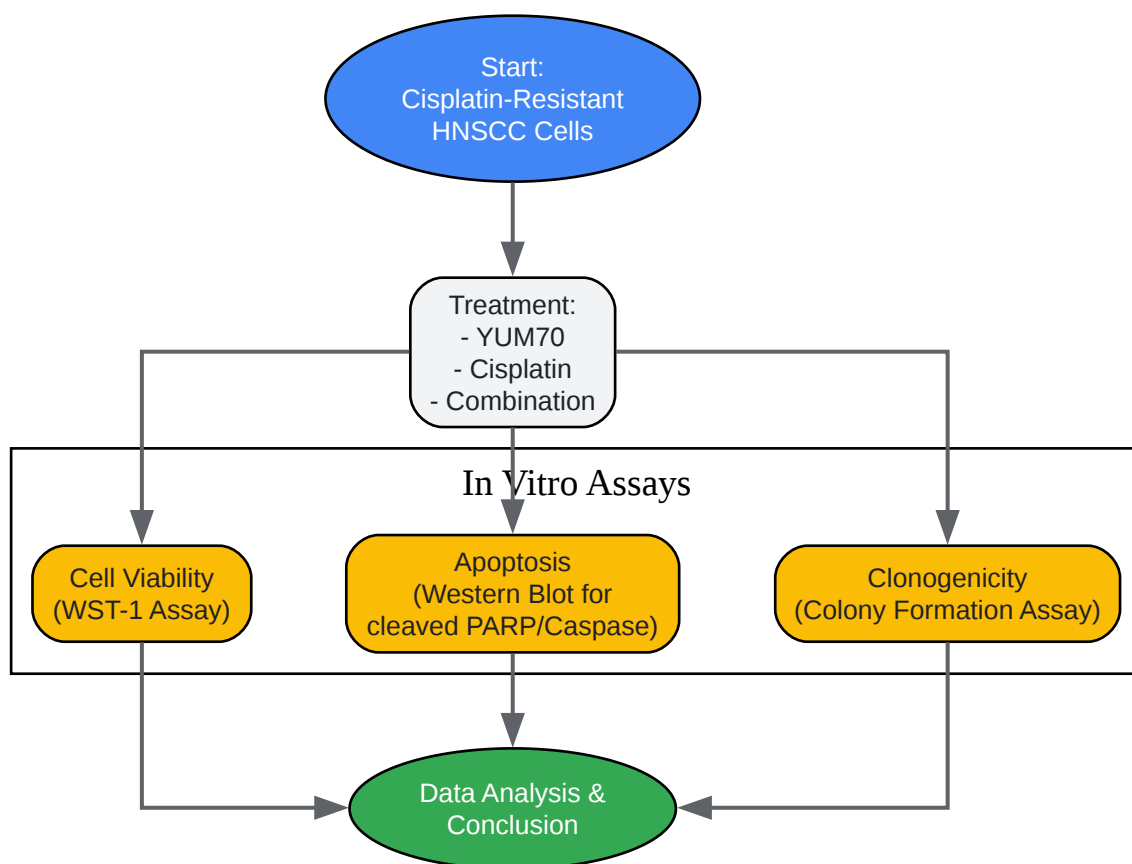 Start:
Cisplatin-Resistant
HNSCC Cells
Treatment:
- YUM70
- Cisplatin
- Combination
In Vitro Assays
Cell Viability
(WST-1 Assay)
Apoptosis
(Western Blot for
cleaved PARP/Caspase)
Clonogenicity
(Colony Formation Assay)
Data Analysis &
Conclusion